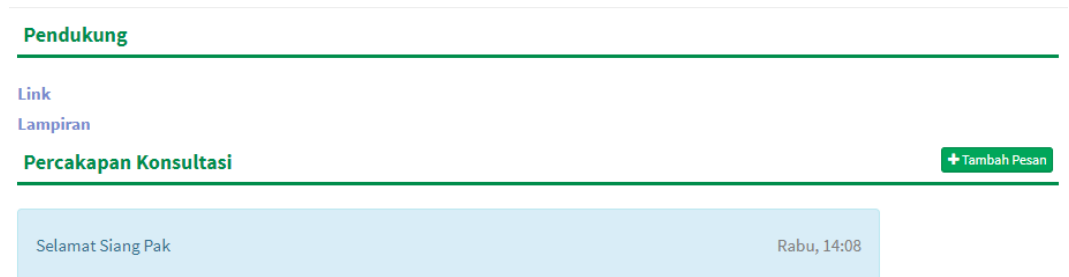 Pendukung
Link
Lampiran
Percakapan Konsultasi
Tambah Pesan
Selamat Siang Pak
Rabu, 14:08